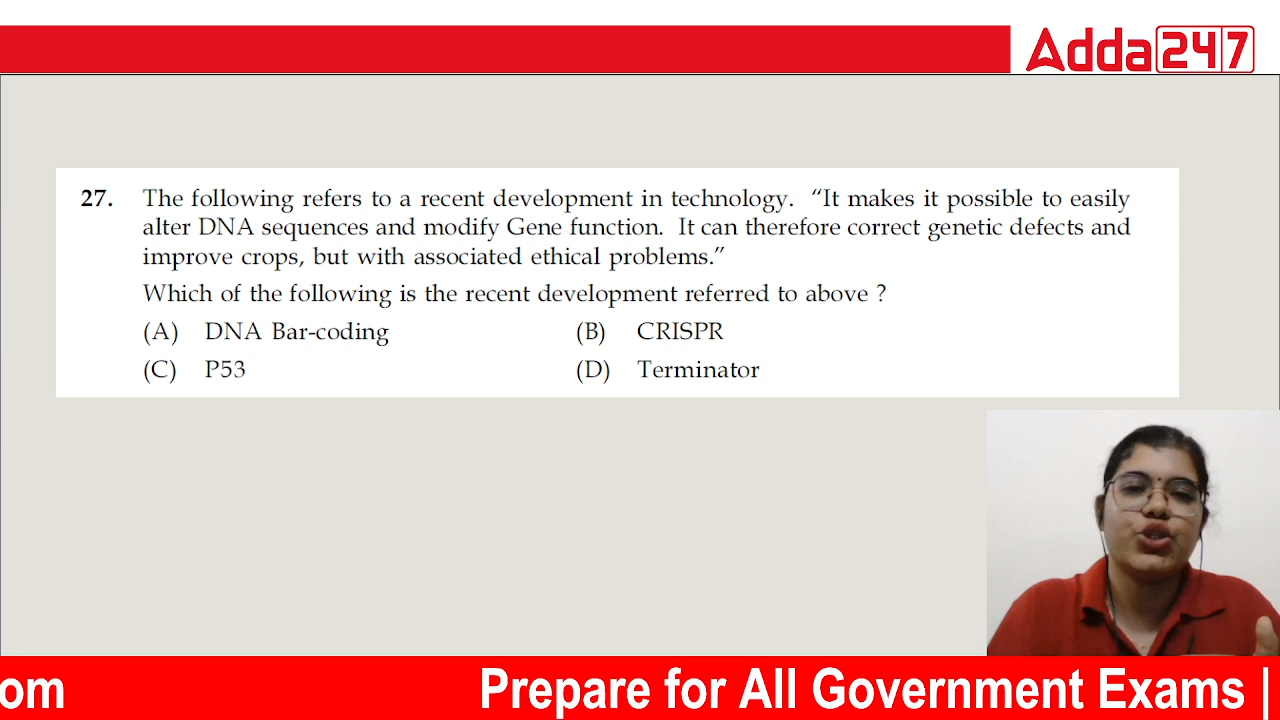 Adda247
27. The following refers to a recent development in technology. “It makes it possible to easily
alter DNA sequences and modify Gene function. It can therefore correct genetic defects and
improve crops, but with associated ethical problems.”
Which of the following is the recent development referred to above ?
(A) DNA Bar-coding (B) CRISPR
(C) P53 (D) Terminator
om Prepare for All Government Exams |